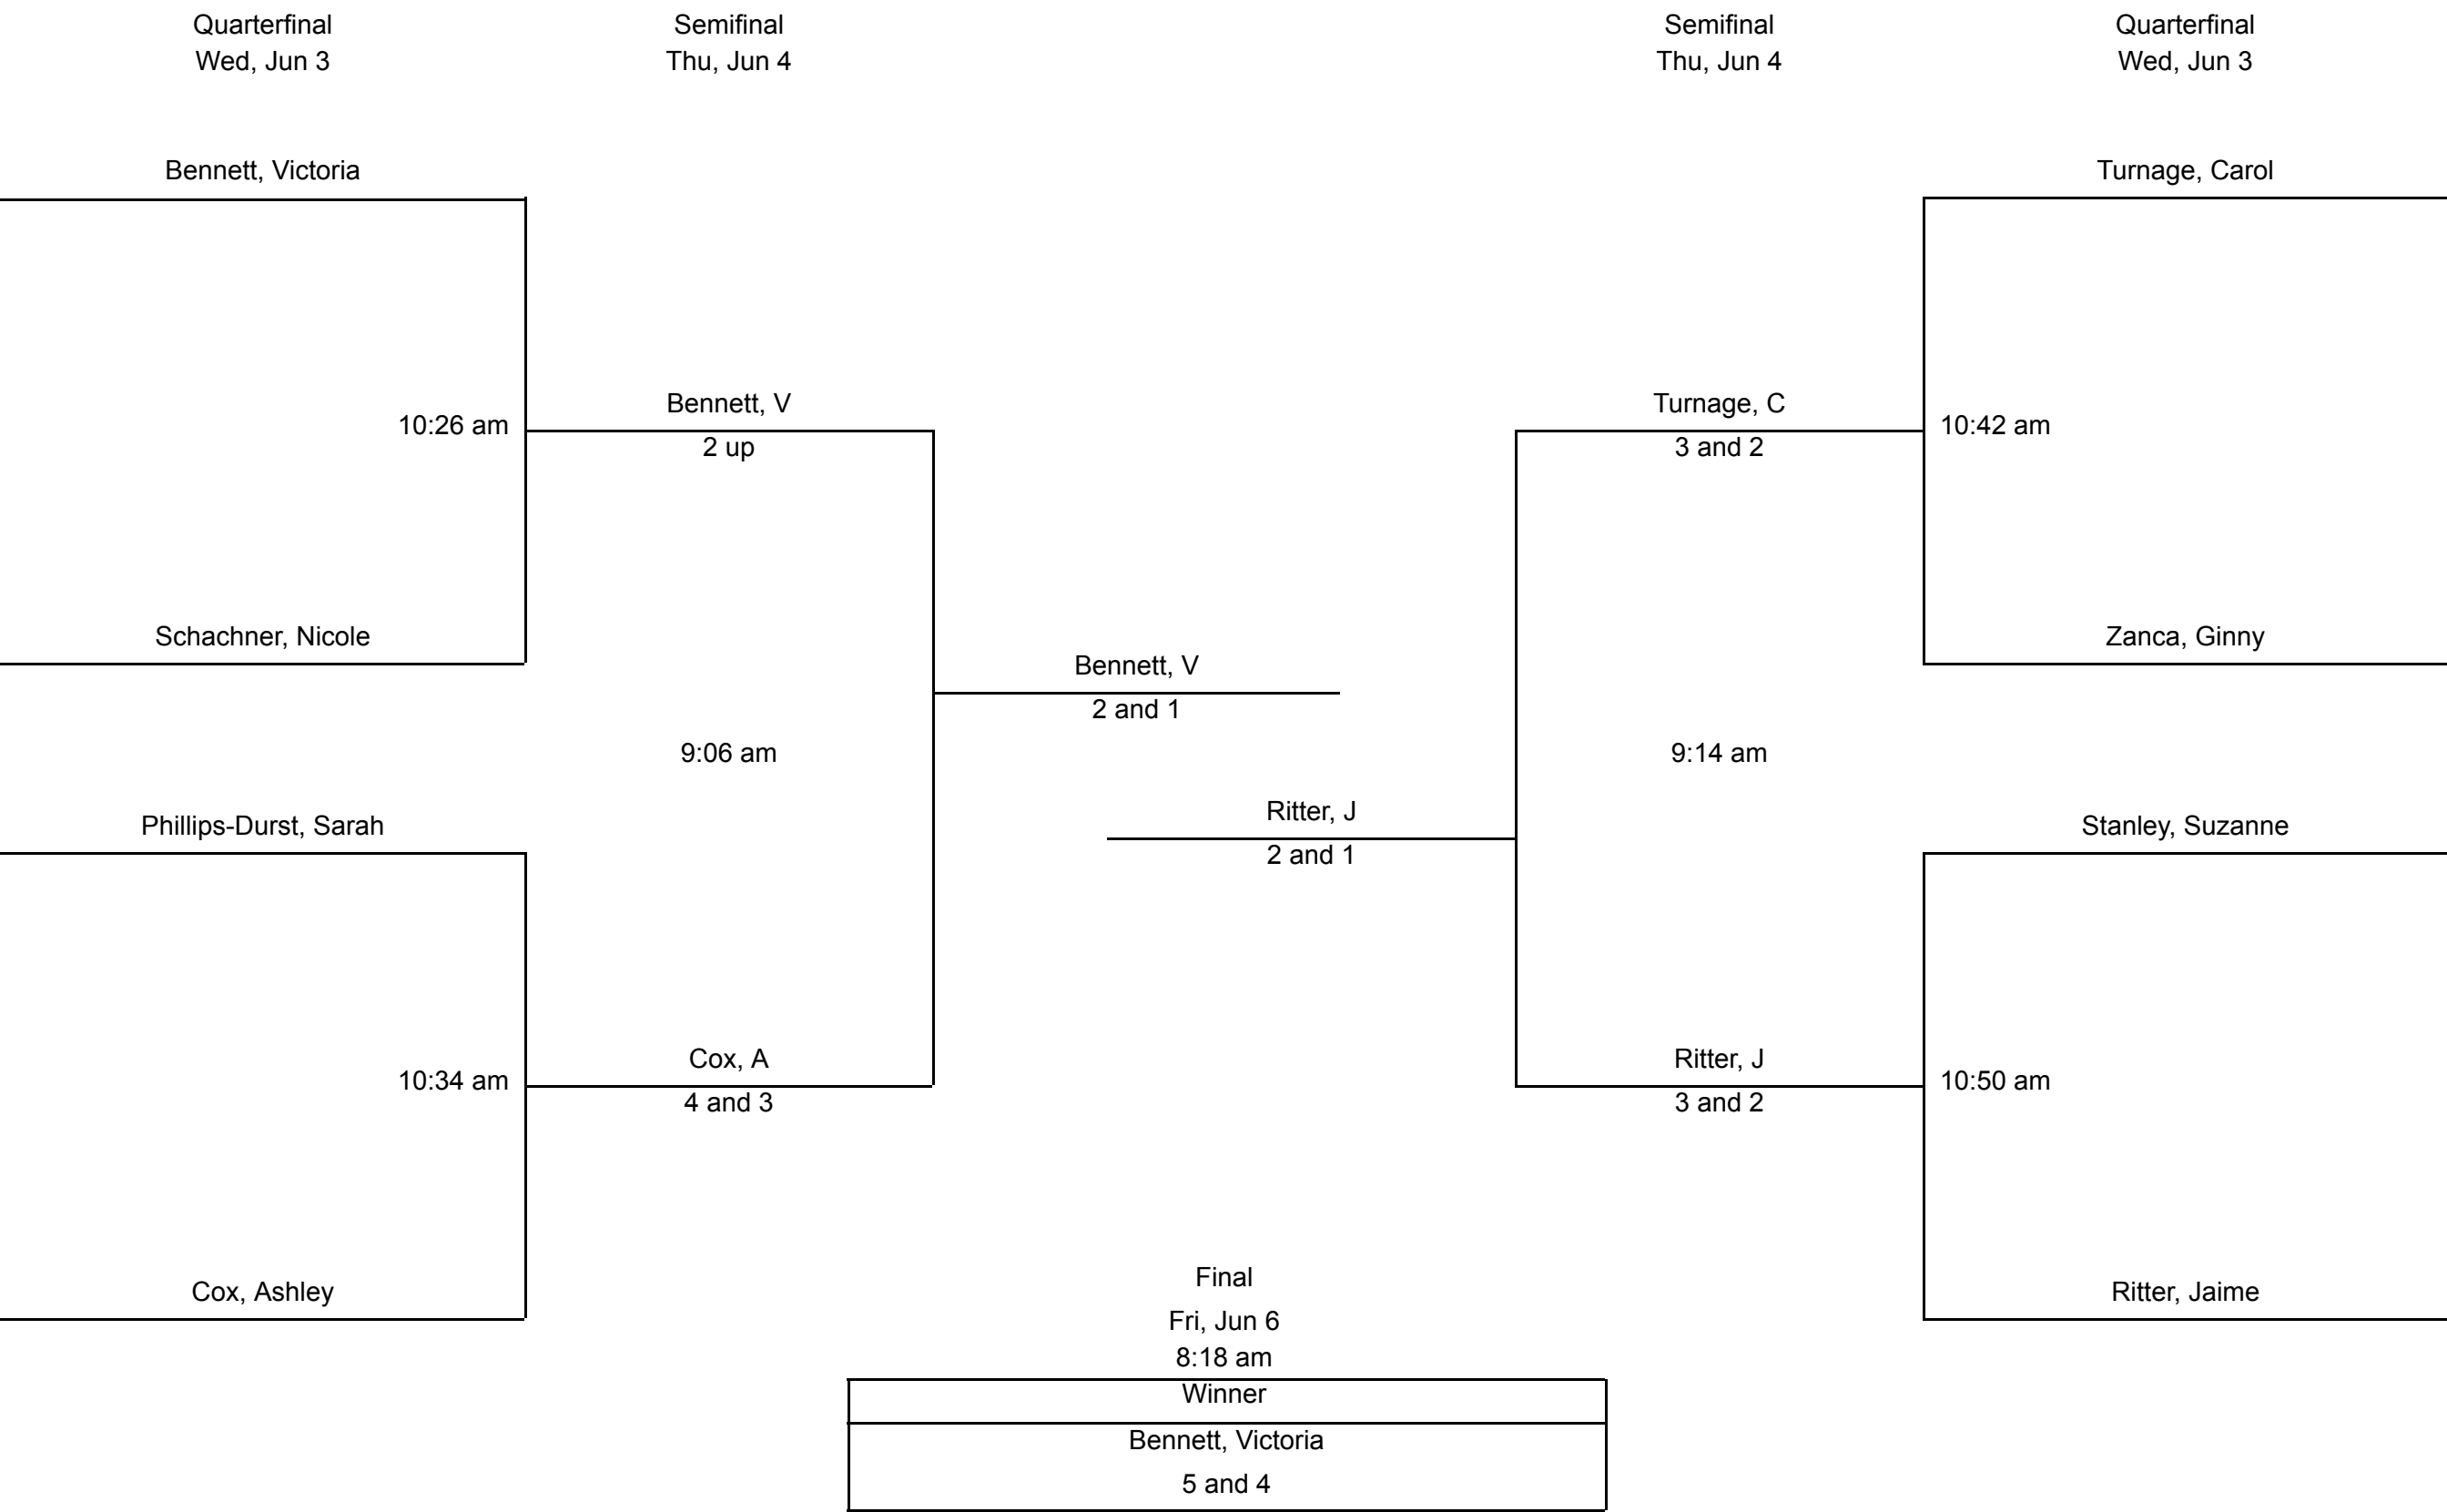 Quarterfinal
Wed, Jun 3
Semifinal
Thu, Jun 4
Semifinal
Thu, Jun 4
Quarterfinal
Wed, Jun 3
Bennett, Victoria
10:26 am
Schachner, Nicole
Phillips-Durst, Sarah
10:34 am
Cox, Ashley
Bennett, V
2 up
9:06 am
Cox, A
4 and 3
Bennett, V
2 and 1
Ritter, J
2 and 1
Turnage, C
3 and 2
9:14 am
Ritter, J
3 and 2
Turnage, Carol
10:42 am
Zanca, Ginny
Stanley, Suzanne
10:50 am
Ritter, Jaime
Final
Fri, Jun 6
8:18 am
Winner
Bennett, Victoria
5 and 4